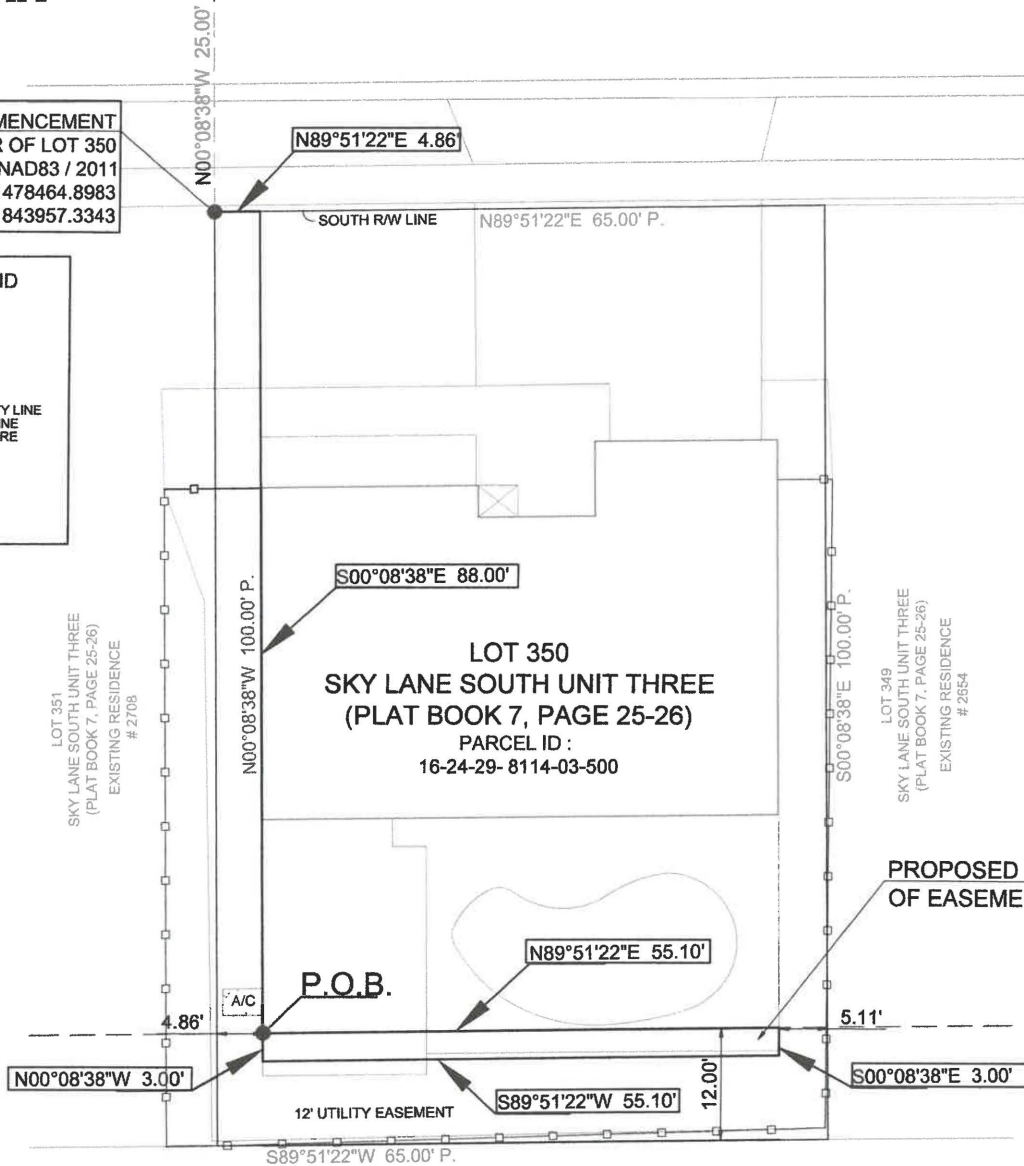 N00°08'38"W 25.00'
MENCEMENT
R OF LOT 350
NAD83 / 2011
478464.8983
843957.3343
N89°51'22"E 4.86'
SOUTH R/W LINE
N89°51'22"E 65.00' P.
Y LINE
S00°08'38"E 88.00'
N00°08'38"W 100.00' P.
LOT 350
SKY LANE SOUTH UNIT THREE
(PLAT BOOK 7, PAGE 25-26)
PARCEL ID :
16-24-29- 8114-03-500
LOT 351
SKY LANE SOUTH UNIT THREE
(PLAT BOOK 7, PAGE 25-26)
EXISTING RESIDENCE
# 2708
S00°08'38"E 100.00' P.
LOT 349
SKY LANE SOUTH UNIT THREE
(PLAT BOOK 7, PAGE 25-26)
EXISTING RESIDENCE
# 2654
PROPOSED
OF EASEME
N89°51'22"E 55.10'
P.O.B.
A/C
4.86'
5.11'
N00°08'38"W 3.00'
S00°08'38"E 3.00'
S89°51'22"W 55.10'
12.00'
12' UTILITY EASEMENT
S89°51'22"W 65.00' P.